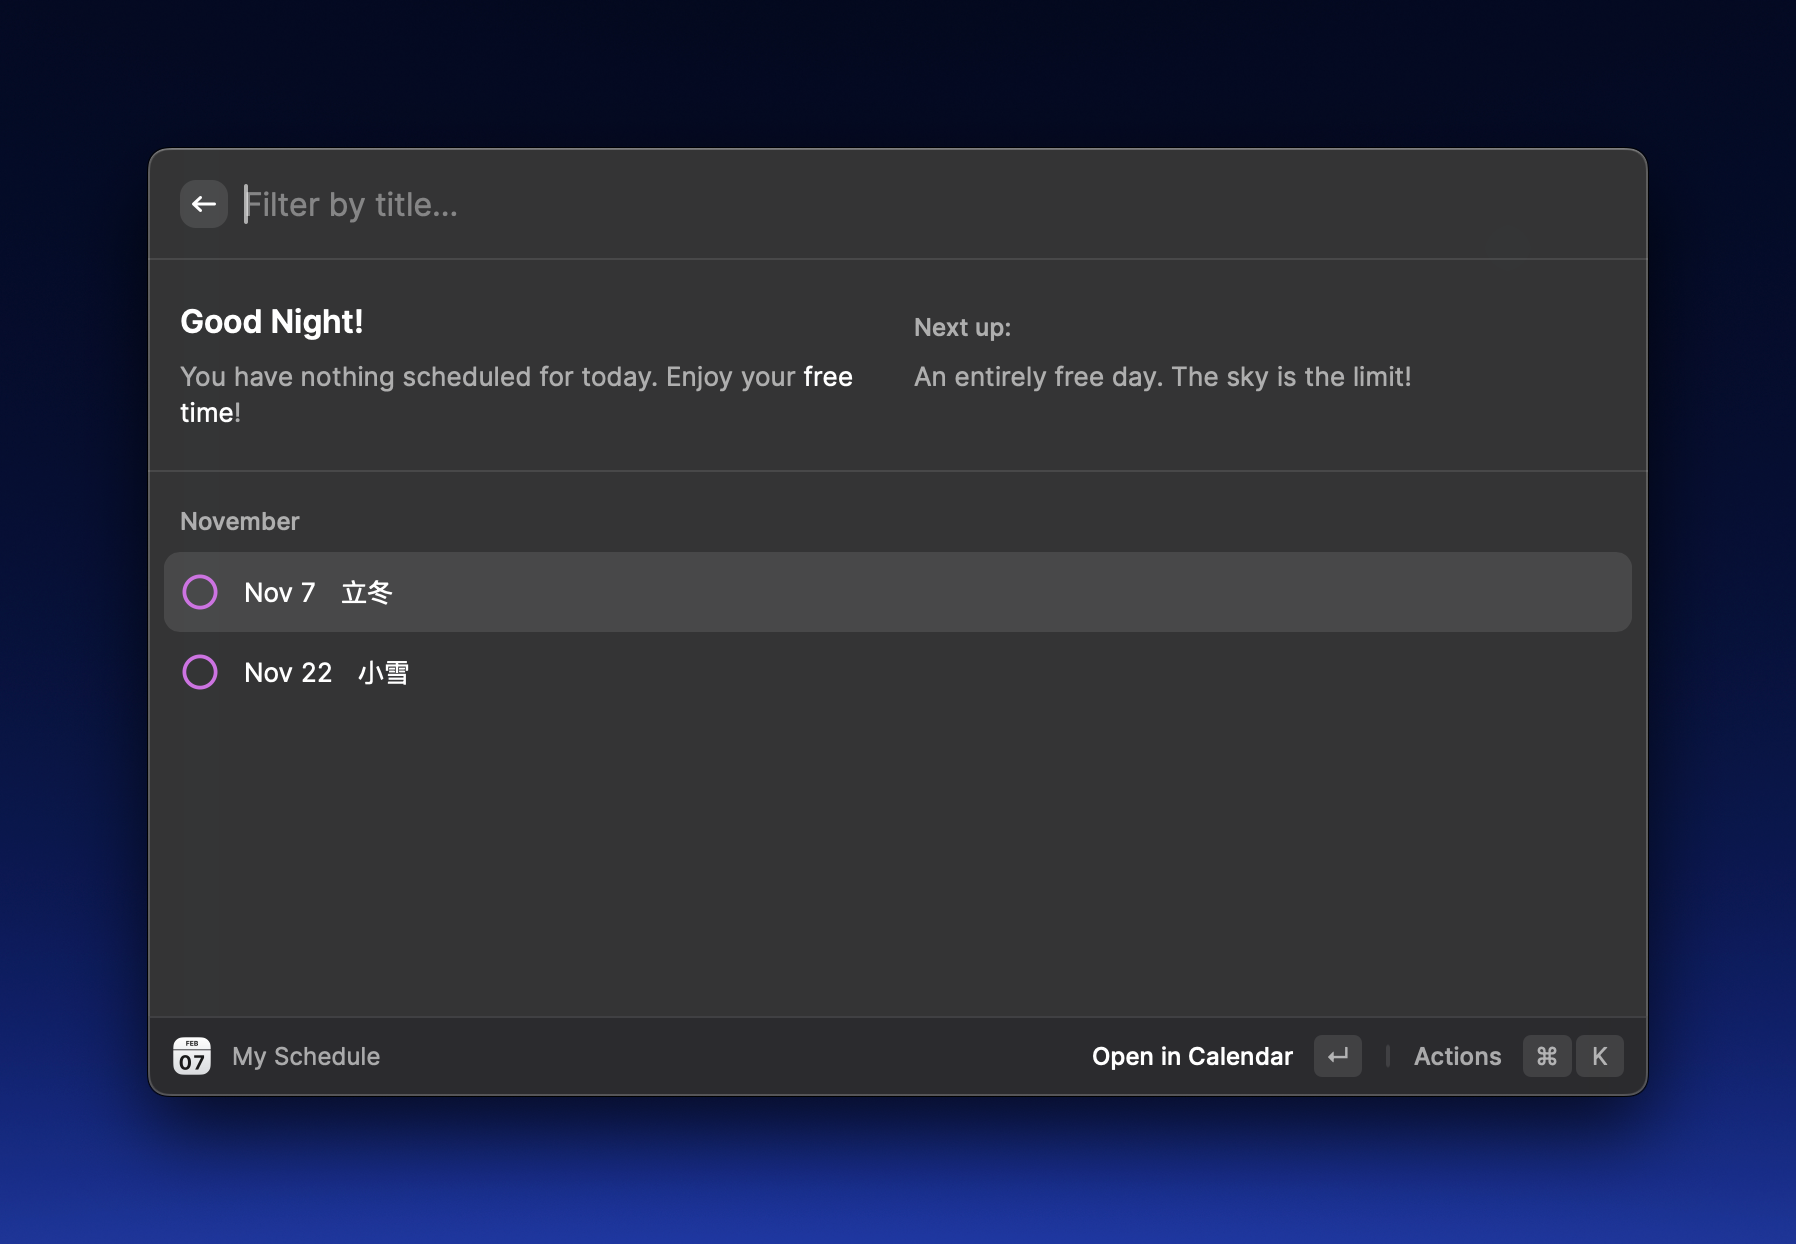 Filter by title...
Good Night!
You have nothing scheduled for today. Enjoy your free
time!
Next up:
An entirely free day. The sky is the limit!
November
Nov 7 立冬
Nov 22 小雪
FEB
07
My Schedule
Open in Calendar ↵
Actions ⌘ K